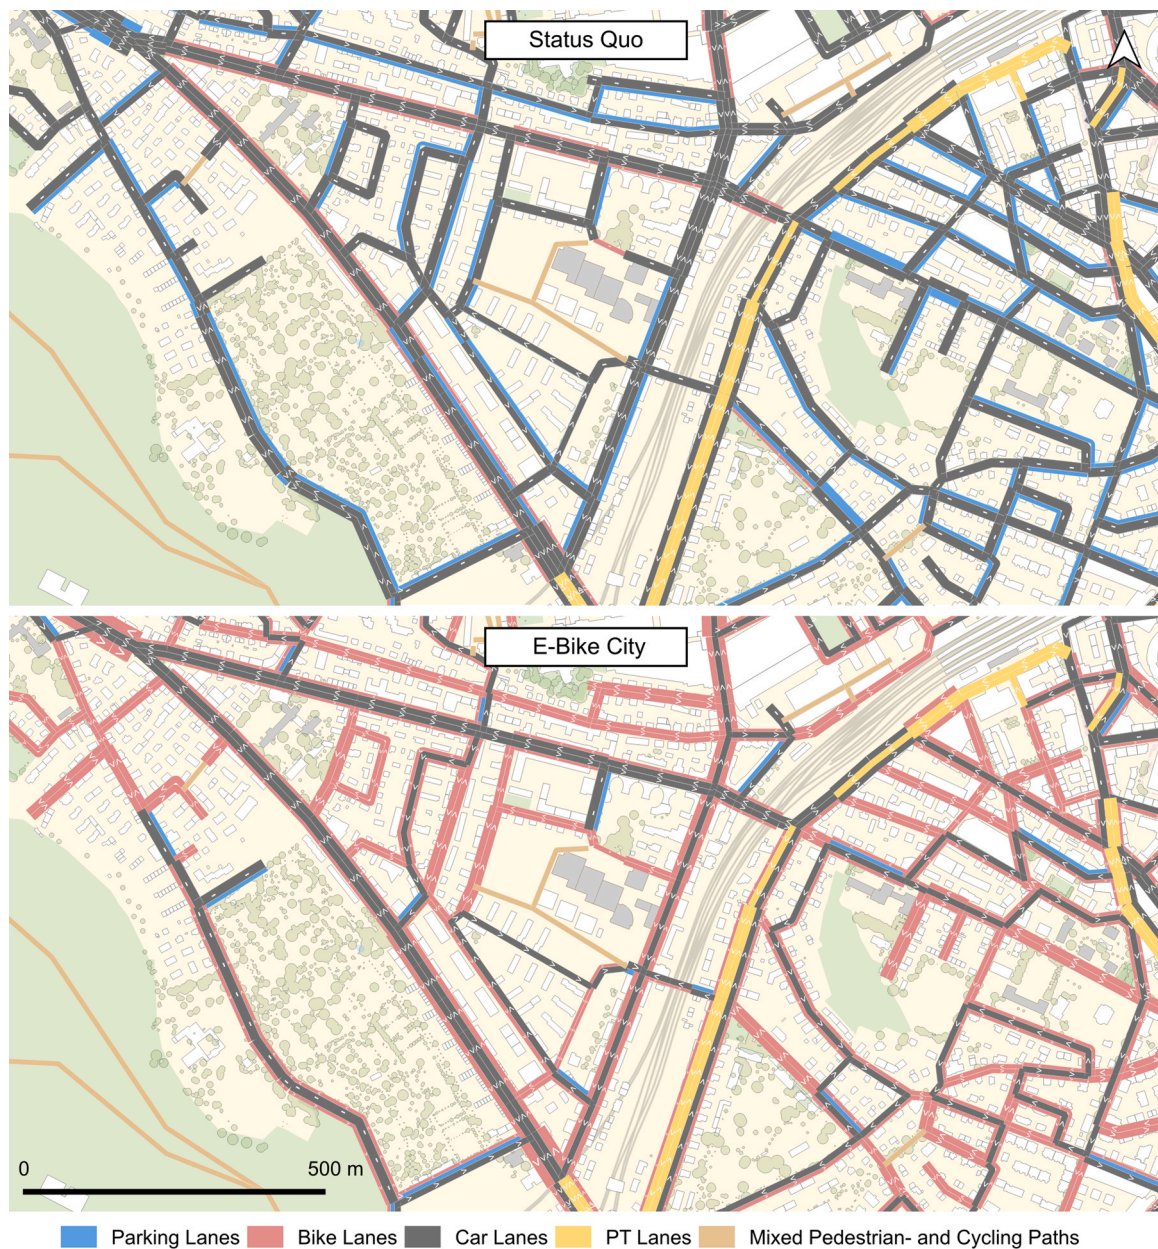 Status Quo
E-Bike City
0 500 m
Parking Lanes Bike Lanes Car Lanes PT Lanes Mixed Pedestrian- and Cycling Paths